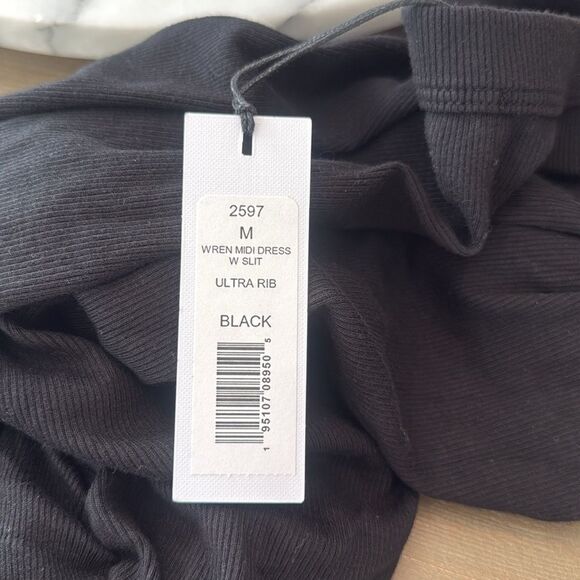 2597
M
WREN MIDI DRESS
W SLIT
ULTRA RIB
BLACK
1 95107 08950 5